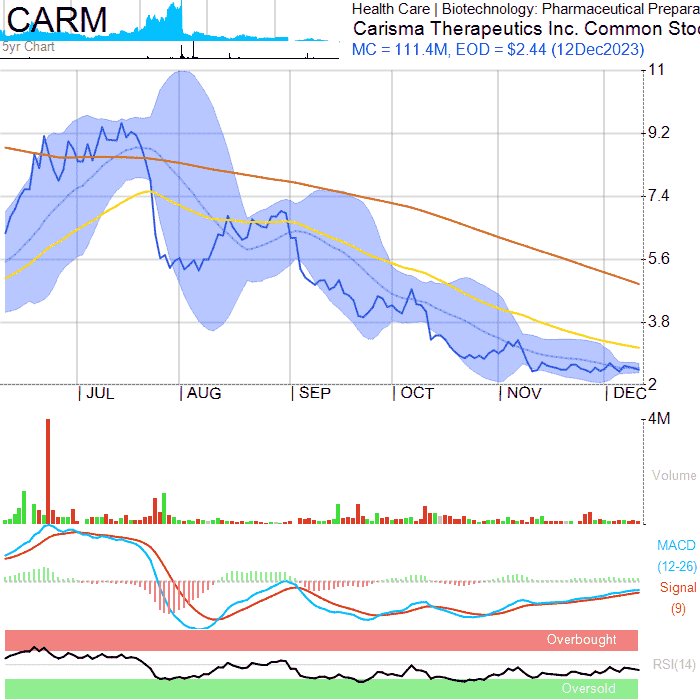 CARM
5yr Chart
Health Care | Biotechnology: Pharmaceutical Prepara
Carisma Therapeutics Inc. Common Stoc
MC = 111.4M, EOD = $2.44 (12Dec2023)
11
9.2
7.4
5.6
3.8
2
JUL
AUG
SEP
OCT
NOV
DEC
4M
Volume
MACD
(12-26)
Signal
(9)
Overbought
RSI(14)
Oversold